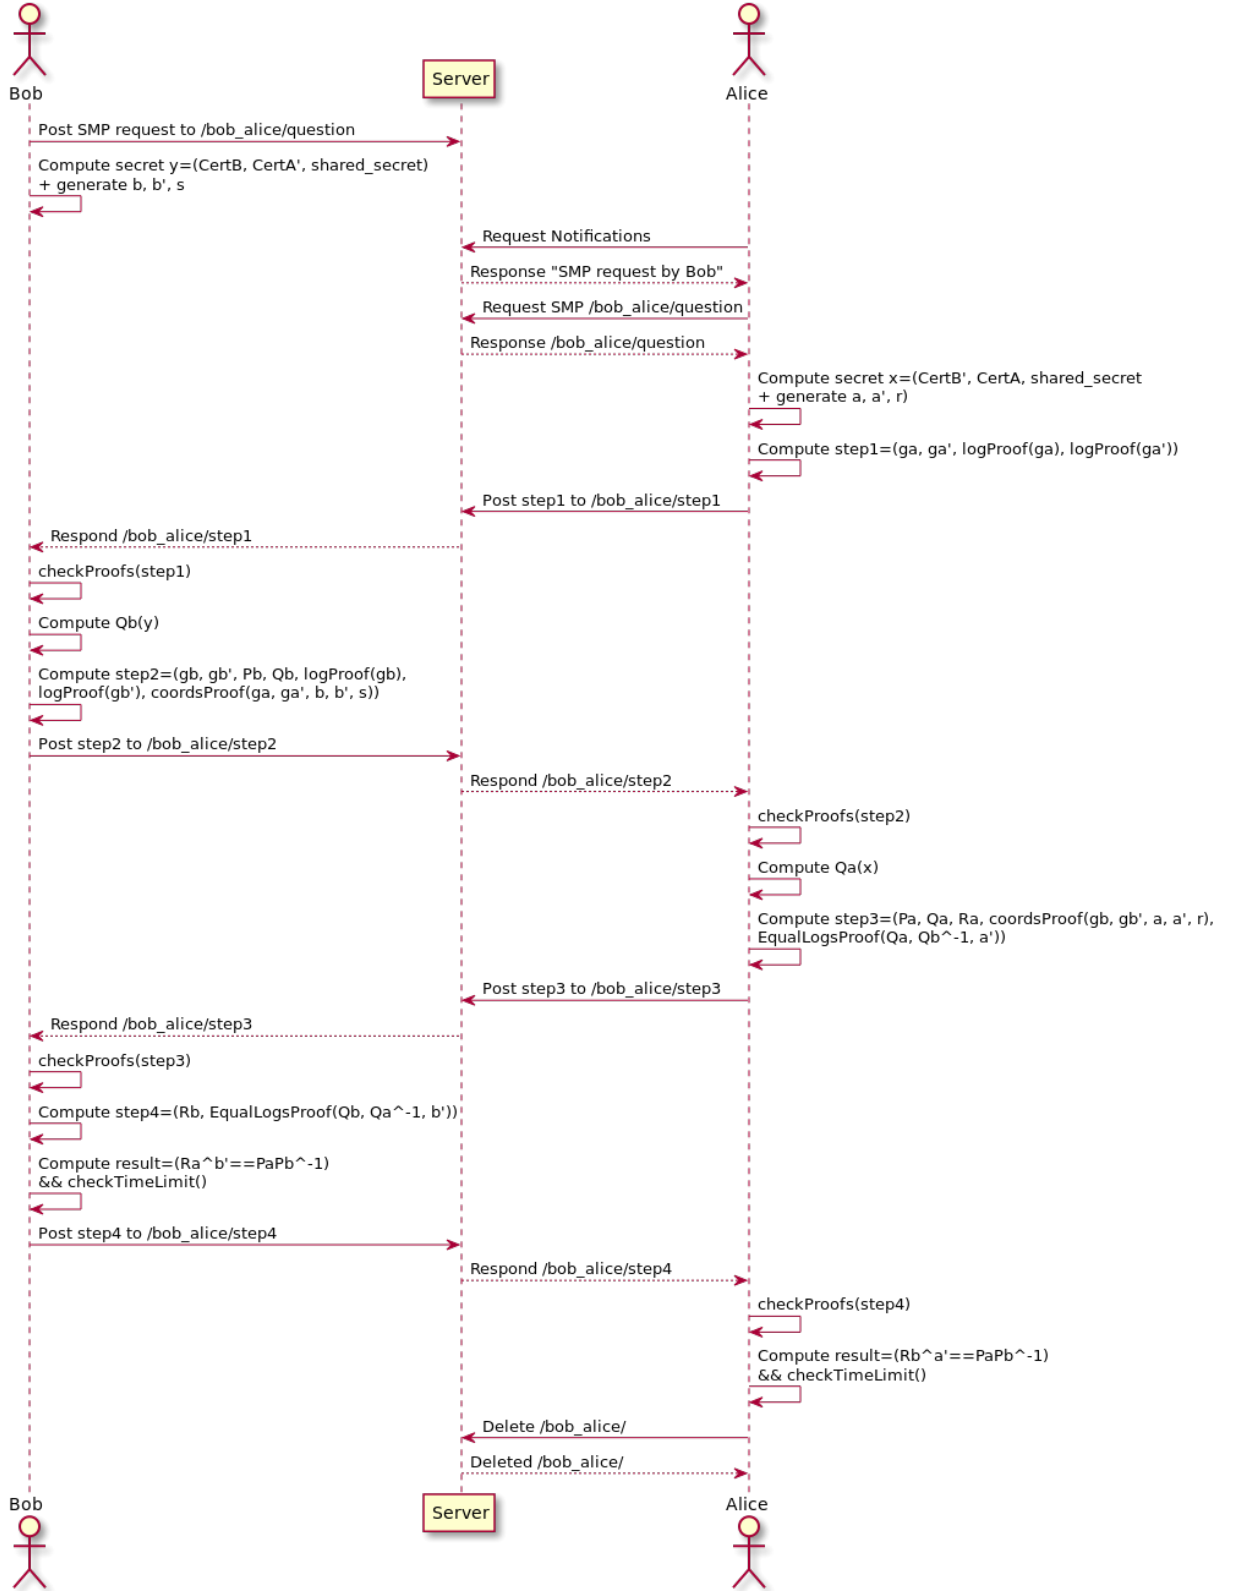 Bob
Server
Alice
Post SMP request to /bob_alice/question
Compute secret y=(CertB, CertA', shared_secret)
+ generate b, b', s
Request Notifications
Response "SMP request by Bob"
Request SMP /bob_alice/question
Response /bob_alice/question
Compute secret x=(CertB', CertA, shared_secret
+ generate a, a', r)
Compute step1=(ga, ga', logProof(ga), logProof(ga'))
Post step1 to /bob_alice/step1
Respond /bob_alice/step1
checkProofs(step1)
Compute Qb(y)
Compute step2=(gb, gb', Pb, Qb, logProof(gb),
logProof(gb'), coordsProof(ga, ga', b, b', s))
Post step2 to /bob_alice/step2
Respond /bob_alice/step2
checkProofs(step2)
Compute Qa(x)
Compute step3=(Pa, Qa, Ra, coordsProof(gb, gb', a, a', r),
EqualLogsProof(Qa, Qb^-1, a'))
Post step3 to /bob_alice/step3
Respond /bob_alice/step3
checkProofs(step3)
Compute step4=(Rb, EqualLogsProof(Qb, Qa^-1, b'))
Compute result=(Ra^b'==PaPb^-1)
&& checkTimeLimit()
Post step4 to /bob_alice/step4
Respond /bob_alice/step4
checkProofs(step4)
Compute result=(Rb^a'==PaPb^-1)
&& checkTimeLimit()
Delete /bob_alice/
Deleted /bob_alice/
Bob
Server
Alice